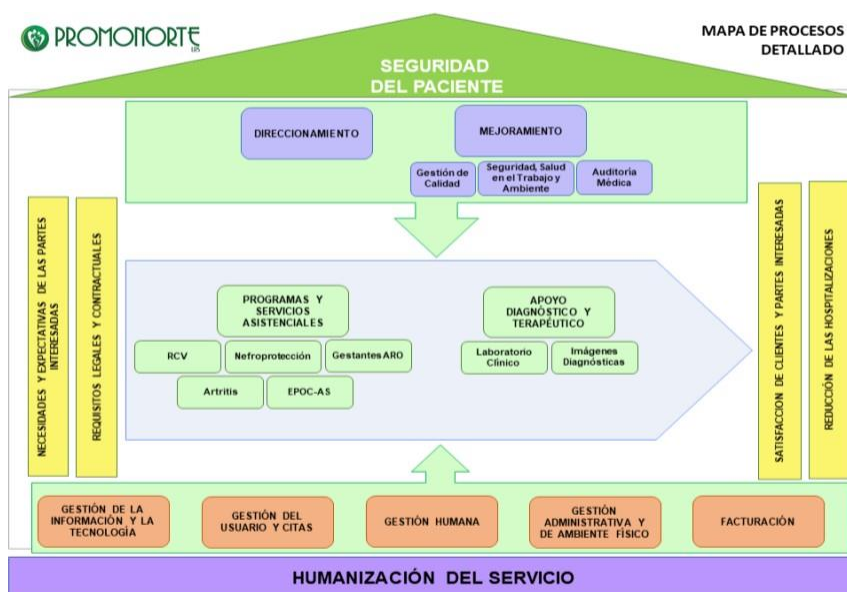 PROMONORTE
IPS
MAPA DE PROCESOS
DETALLADO
SEGURIDAD
DEL PACIENTE
DIRECCIONAMIENTO
MEJORAMIENTO
Gestión de
Calidad
Seguridad, Salud
en el Trabajo y
Ambiente
Auditoría
Médica
NECESIDADES Y EXPECTATIVAS DE LAS PARTES
INTERESADAS
REQUISITOS LEGALES Y CONTRACTUALES
PROGRAMAS Y
SERVICIOS
ASISTENCIALES
RCV
Nefroprotección
Gestantes ARO
Artritis
EPOC-AS
APOYO
DIAGNÓSTICO Y
TERAPÉUTICO
Laboratorio
Clínico
Imágenes
Diagnósticas
SATISFACCION DE CLIENTES Y PARTES INTERESADAS
REDUCCIÓN DE LAS HOSPITALIZACIONES
GESTIÓN DE LA
INFORMACIÓN Y LA
TECNOLOGÍA
GESTIÓN DEL
USUARIO Y CITAS
GESTIÓN HUMANA
GESTIÓN
ADMINISTRATIVA Y
DE AMBIENTE FÍSICO
FACTURACIÓN
HUMANIZACIÓN DEL SERVICIO